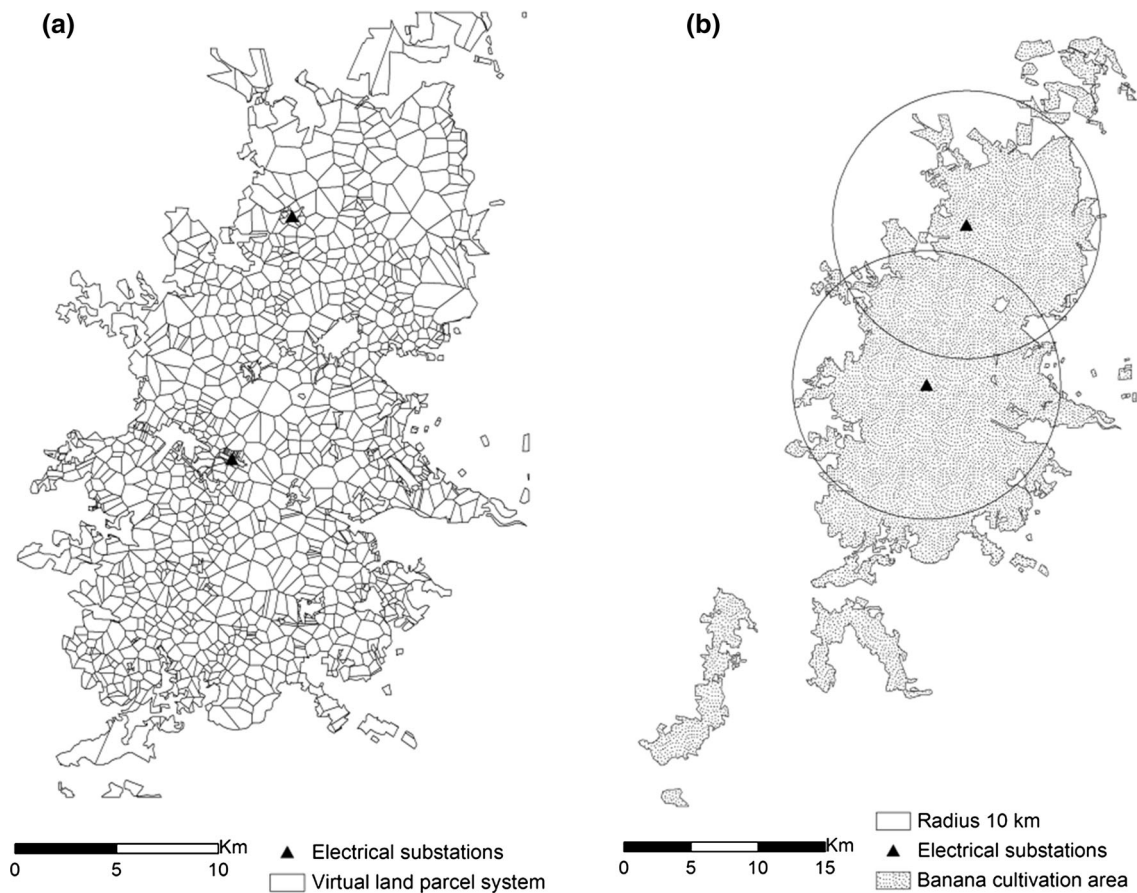 (a)
(b)
Km
0 5 10
Electrical substations
Virtual land parcel system
Km
0 5 10 15
Radius 10 km
Electrical substations
Banana cultivation area